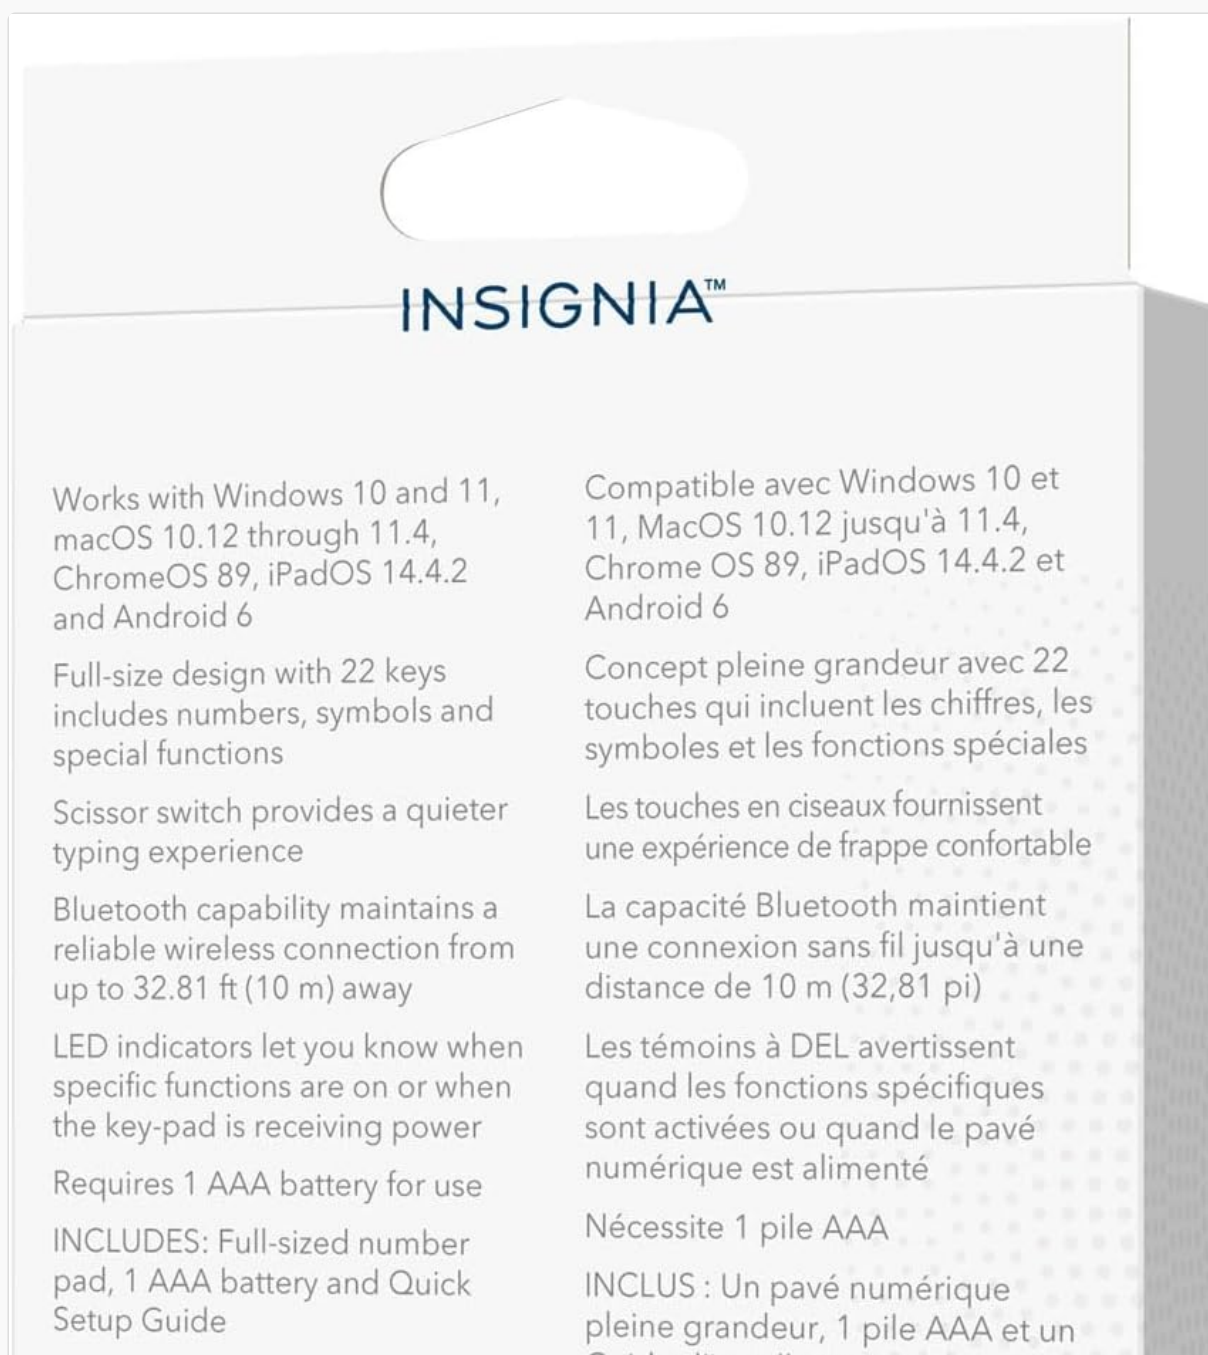 INSIGNIA™
Works with Windows 10 and 11,
macOS 10.12 through 11.4,
ChromeOS 89, iPadOS 14.4.2
and Android 6
Full-size design with 22 keys
includes numbers, symbols and
special functions
Scissor switch provides a quieter
typing experience
Bluetooth capability maintains a
reliable wireless connection from
up to 32.81 ft (10 m) away
LED indicators let you know when
specific functions are on or when
the key-pad is receiving power
Requires 1 AAA battery for use
INCLUDES: Full-sized number
pad, 1 AAA battery and Quick
Setup Guide
Compatible avec Windows 10 et
11, MacOS 10.12 jusqu'à 11.4,
Chrome OS 89, iPadOS 14.4.2 et
Android 6
Concept pleine grandeur avec 22
touches qui incluent les chiffres, les
symboles et les fonctions spéciales
Les touches en ciseaux fournissent
une expérience de frappe confortable
La capacité Bluetooth maintient
une connexion sans fil jusqu'à une
distance de 10 m (32,81 pi)
Les témoins à DEL avertissent
quand les fonctions spécifiques
sont activées ou quand le pavé
numérique est alimenté
Nécessite 1 pile AAA
INCLUS : Un pavé numérique
pleine grandeur, 1 pile AAA et un